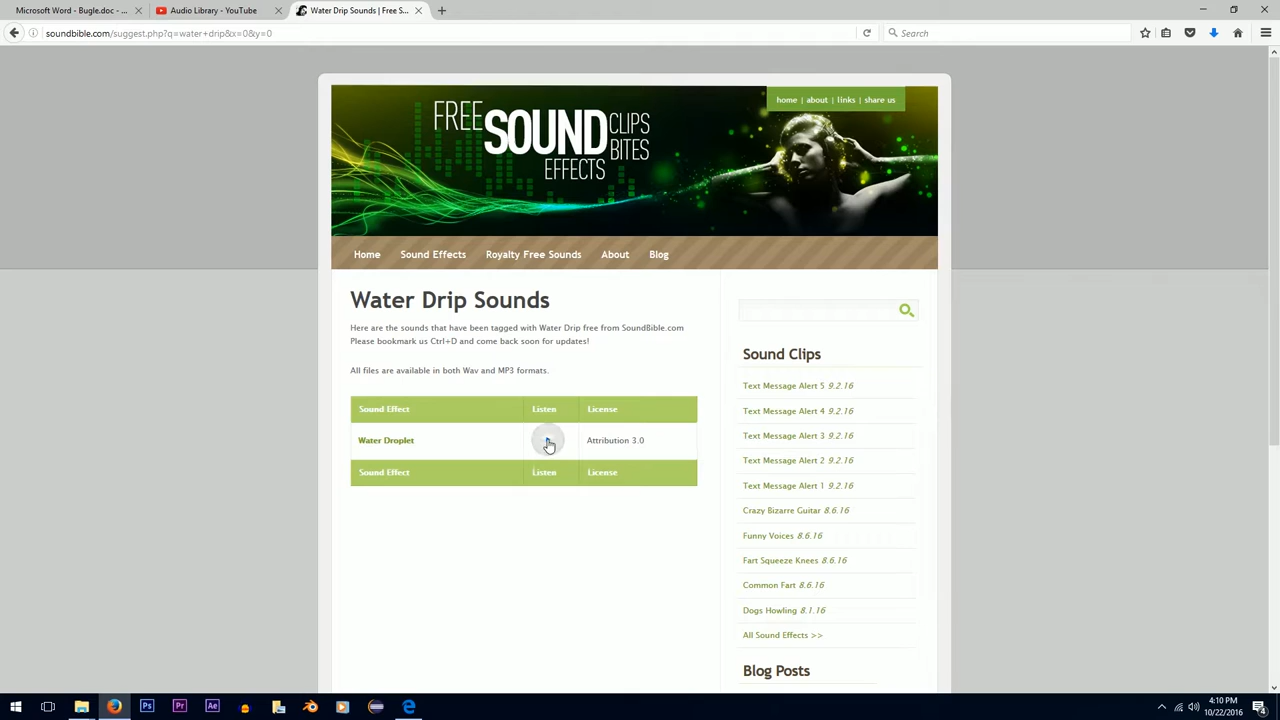 Microsoft Word - Bugle.doc - ...
Audio Library - YouTube
Water Drip Sounds | Free S...
soundbible.com/suggest.php?q=water+drip&x=0&y=0
Search
home | about | links | share us
FREE SOUND CLIPS
BITES
EFFECTS
Home Sound Effects Royalty Free Sounds About Blog
Water Drip Sounds
Here are the sounds that have been tagged with Water Drip free from SoundBible.com
Please bookmark us Ctrl+D and come back soon for updates!
All files are available in both Wav and MP3 formats.
Sound Effect Listen License
Water Droplet Attribution 3.0
Sound Effect Listen License
Sound Clips
Text Message Alert 5 9.2.16
Text Message Alert 4 9.2.16
Text Message Alert 3 9.2.16
Text Message Alert 2 9.2.16
Text Message Alert 1 9.2.16
Crazy Bizarre Guitar 8.6.16
Funny Voices 8.6.16
Fart Squeeze Knees 8.6.16
Common Fart 8.6.16
Dogs Howling 8.1.16
All Sound Effects >>
Blog Posts
Ps Pr Ae
4:10 PM
10/22/2016
4